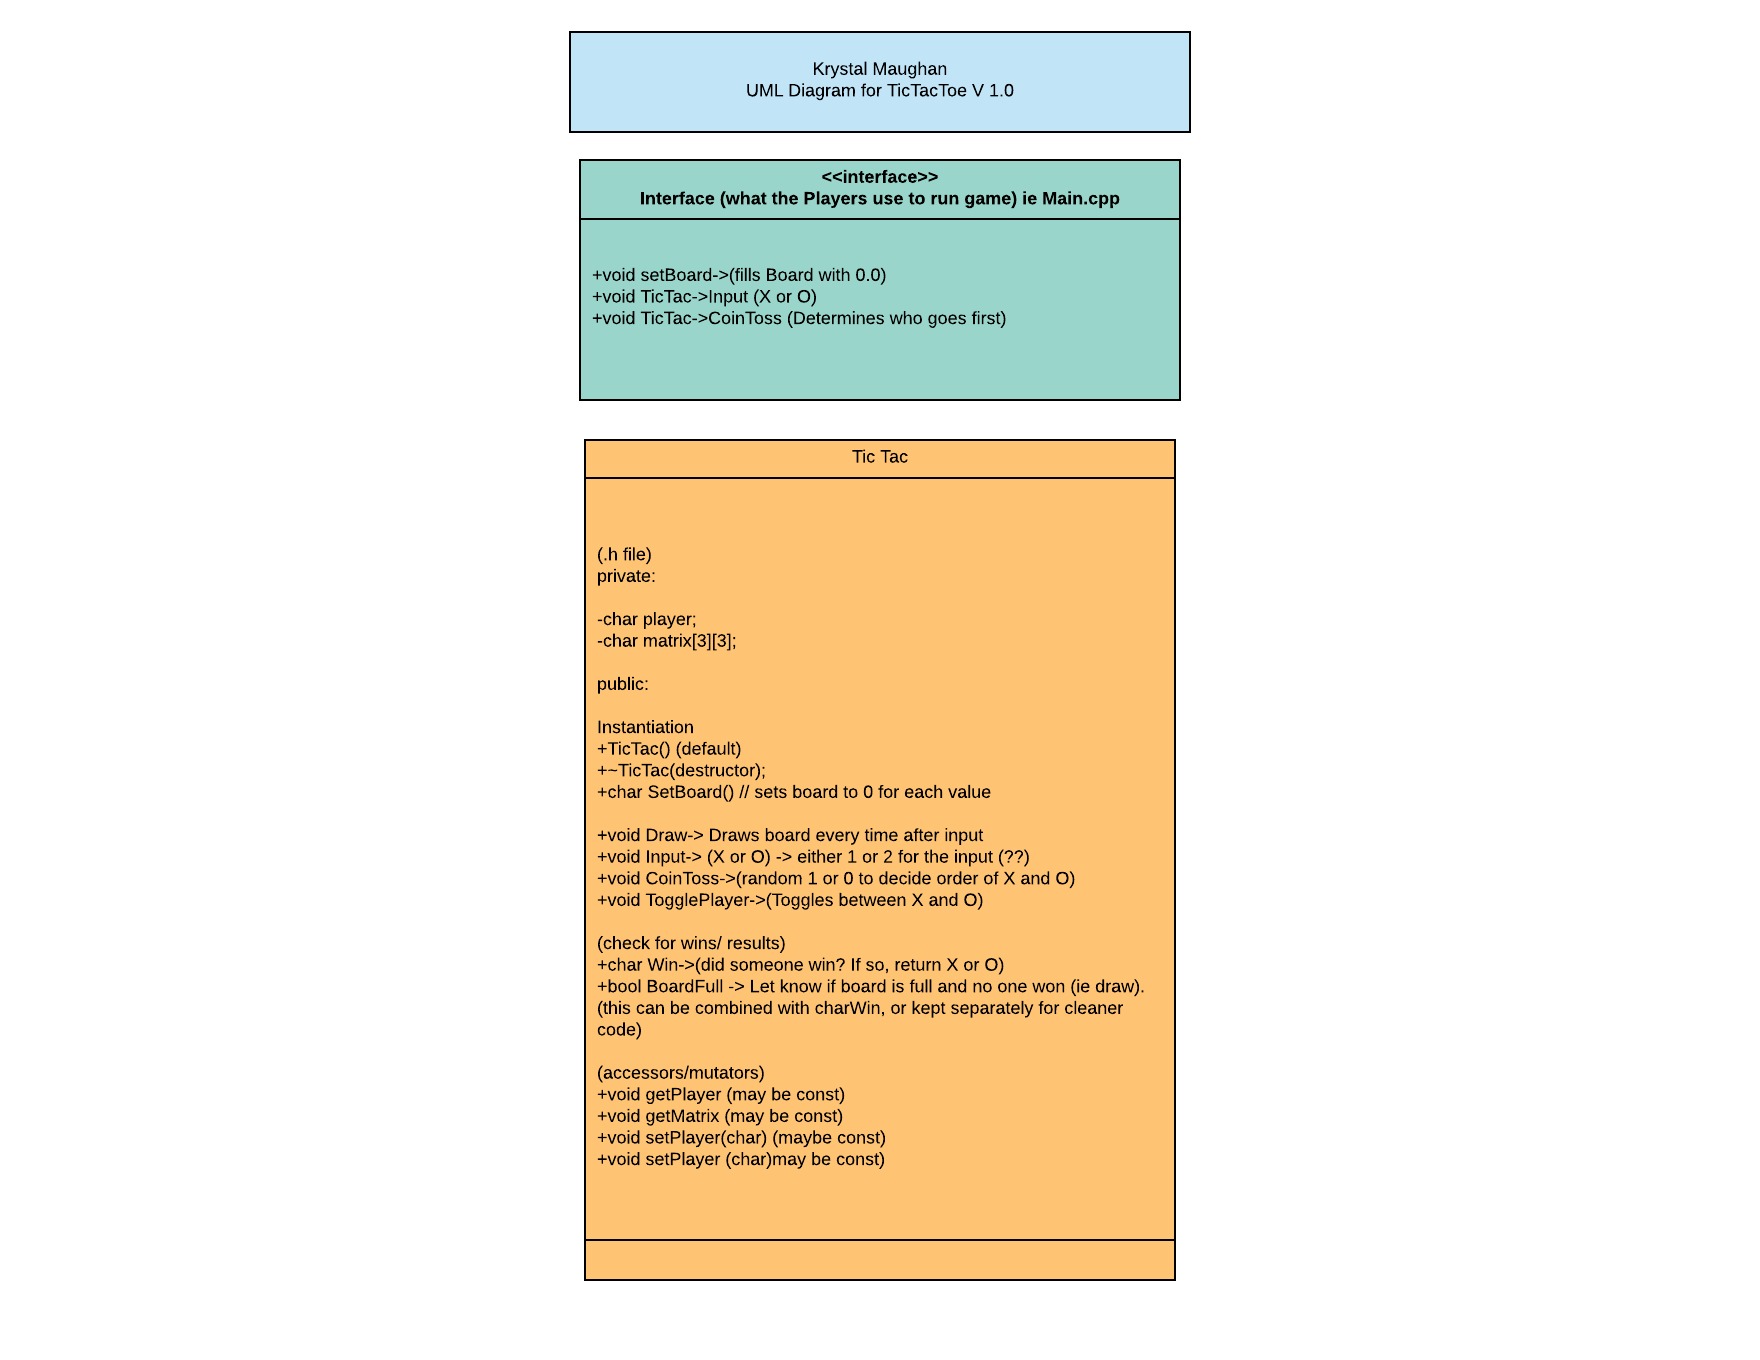 Krystal Maughan
UML Diagram for TicTacToe V 1.0
<<interface>>
Interface (what the Players use to run game) ie Main.cpp
+void setBoard->(fills Board with 0.0)
+void TicTac->Input (X or O)
+void TicTac->CoinToss (Determines who goes first)
Tic Tac
(.h file)
private:
-char player;
-char matrix[3][3];
public:
Instantiation
+TicTac() (default)
+~TicTac(destructor);
+char SetBoard() // sets board to 0 for each value
+void Draw-> Draws board every time after input
+void Input-> (X or O) -> either 1 or 2 for the input (??)
+void CoinToss->(random 1 or 0 to decide order of X and O)
+void TogglePlayer->(Toggles between X and O)
(check for wins/ results)
+char Win->(did someone win? If so, return X or O)
+bool BoardFull -> Let know if board is full and no one won (ie draw).
(this can be combined with charWin, or kept separately for cleaner
code)
(accessors/mutators)
+void getPlayer (may be const)
+void getMatrix (may be const)
+void setPlayer(char) (maybe const)
+void setPlayer (char)may be const)